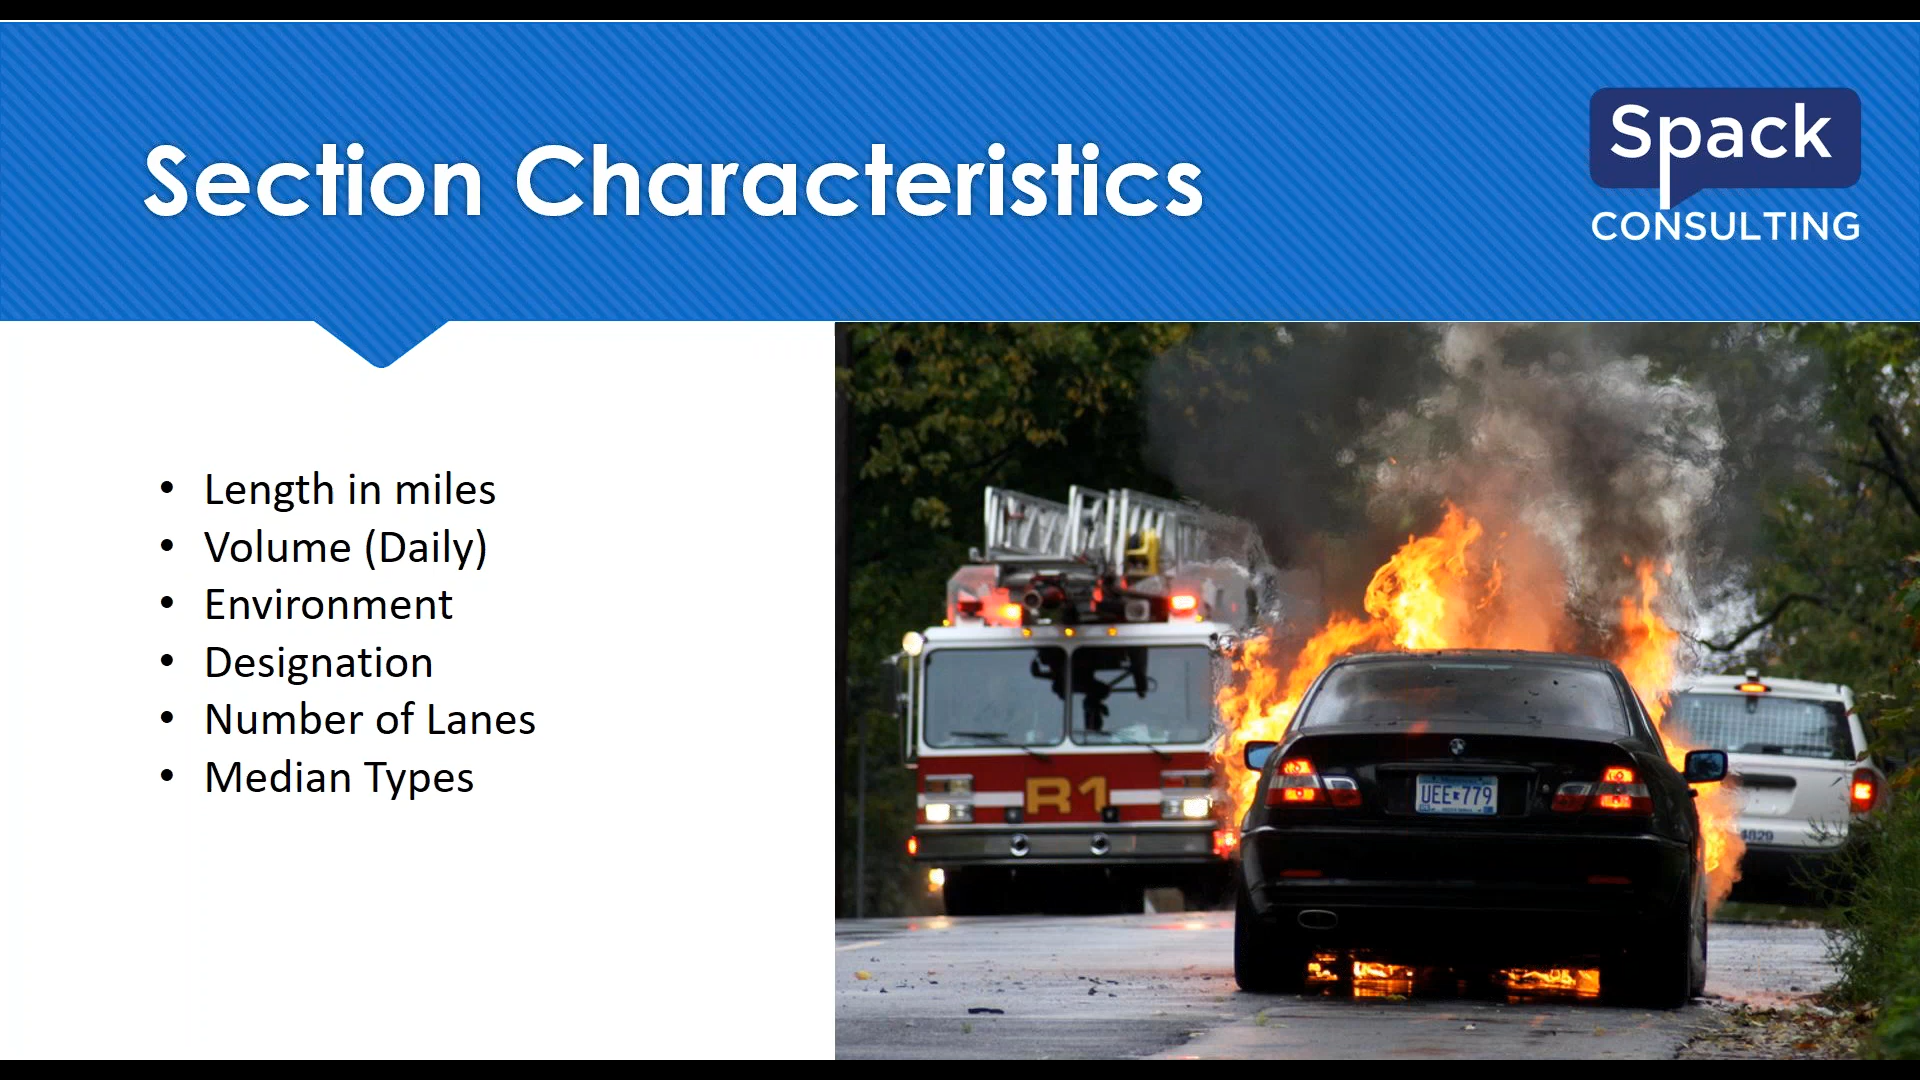 Section Characteristics
Spack
CONSULTING
• Length in miles
• Volume (Daily)
• Environment
• Designation
• Number of Lanes
• Median Types
R1
UEE 779
4829